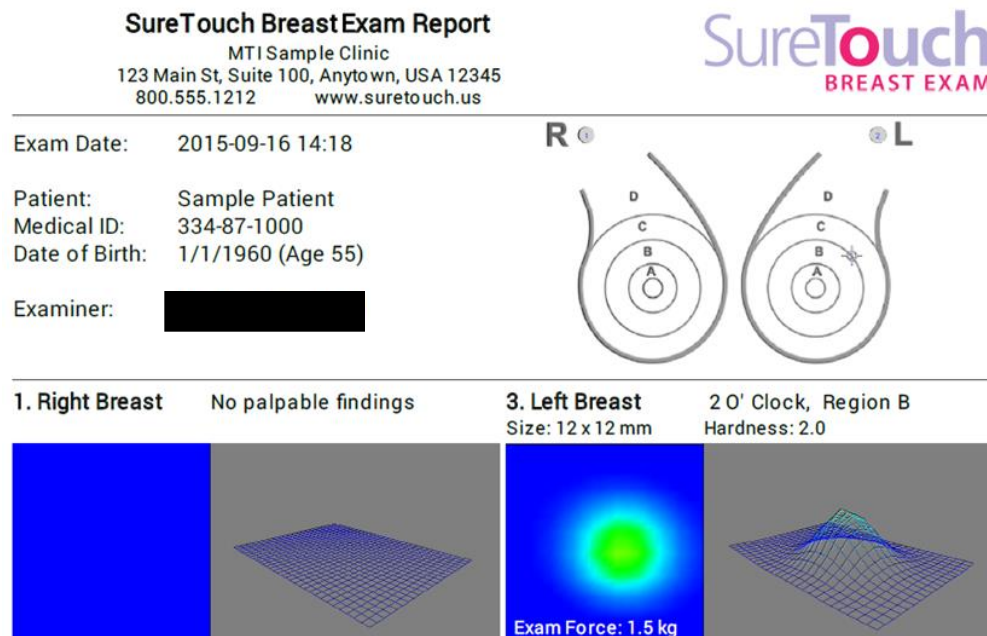 SureTouch Breast Exam Report
MTI Sample Clinic
123 Main St, Suite 100, Anytown, USA 12345
800.555.1212 www.suretouch.us
SureTouch
BREAST EXAM
Exam Date: 2015-09-16 14:18
Patient: Sample Patient
Medical ID: 334-87-1000
Date of Birth: 1/1/1960 (Age 55)
Examiner:
R 1 2 L
D D
C C
B B
A A
1. Right Breast No palpable findings
3. Left Breast 2 O' Clock, Region B
Size: 12 x 12 mm Hardness: 2.0
Exam Force: 1.5 kg